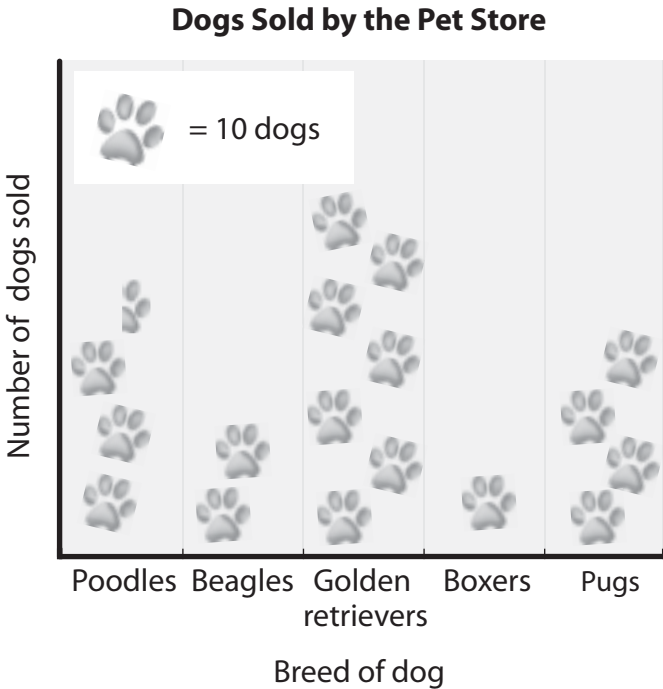 Dogs Sold by the Pet Store
= 10 dogs
Number of dogs sold
Poodles
Beagles
Golden
retrievers
Boxers
Pugs
Breed of dog